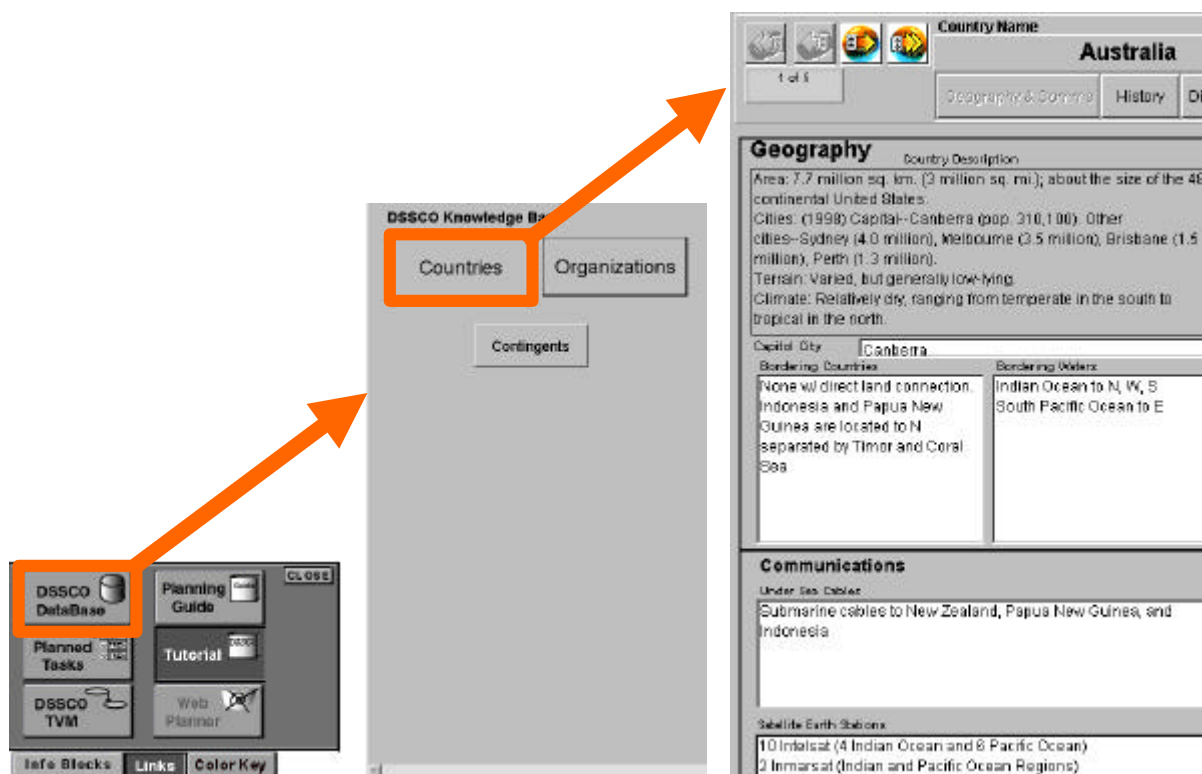 DSSCO
DataBase
Planning
Guide
CLOSE
Planned
Tasks
Tutorial
DSSCO
TVM
Web
Planner
Info Blocks
Links
Color Key
DSSCO Knowledge Ba
Countries
Organizations
Contingents
Country Name
Australia
1 of
Geography & Comms
History
Di
Geography
Country Description
Area: 7.7 million sq. km. (3 million sq. mi.); about the size of the 48
continental United States.
Cities: (1998) Capital--Canberra (pop. 310,100). Other
cities--Sydney (4.0 million), Melbourne (3.5 million), Brisbane (1.5
million), Perth (1.3 million).
Terrain: Varied, but generally low-lying.
Climate: Relatively dry, ranging from temperate in the south to
tropical in the north.
Capitol City
Canberra
Bordering Countries
None w/ direct land connection.
Indonesia and Papua New
Guinea are located to N
separated by Timor and Coral
Sea
Bordering Waters
Indian Ocean to N, W, S
South Pacific Ocean to E
Communications
Under Sea Cables
Submarine cables to New Zealand, Papua New Guinea, and
Indonesia
Satellite Earth Stations
10 Intelsat (4 Indian Ocean and 6 Pacific Ocean)
2 Inmarsat (Indian and Pacific Ocean Regions)